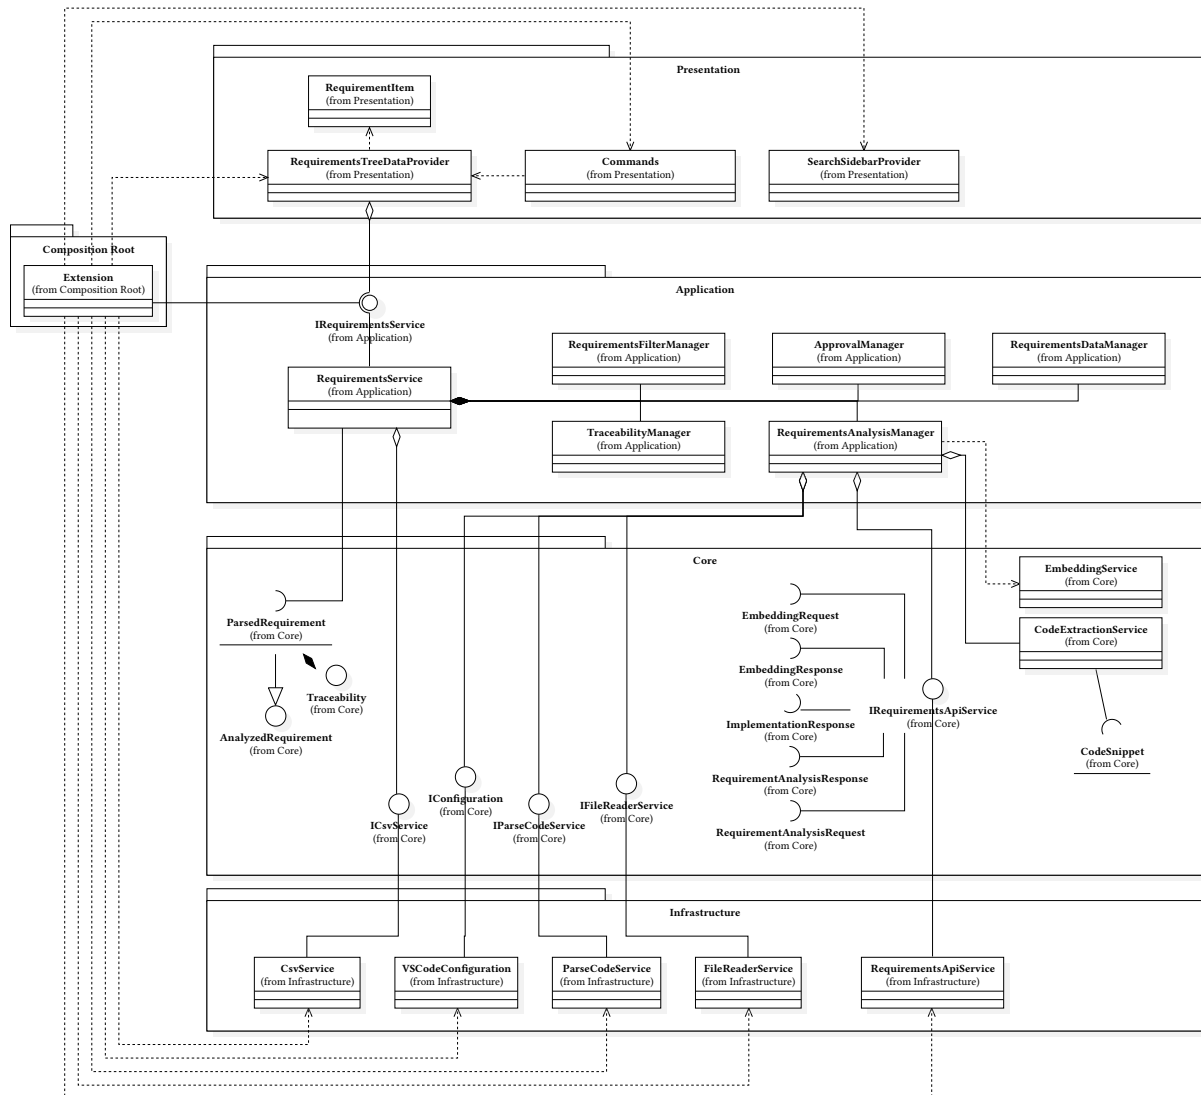 Presentation
RequirementItem
(from Presentation)
RequirementsTreeDataProvider
(from Presentation)
Commands
(from Presentation)
SearchSidebarProvider
(from Presentation)
Composition Root
Extension
(from Composition Root)
Application
IRequirementsService
(from Application)
RequirementsFilterManager
(from Application)
ApprovalManager
(from Application)
RequirementsDataManager
(from Application)
RequirementsService
(from Application)
TraceabilityManager
(from Application)
RequirementsAnalysisManager
(from Application)
Core
EmbeddingService
(from Core)
ParsedRequirement
(from Core)
EmbeddingRequest
(from Core)
CodeExtractionService
(from Core)
EmbeddingResponse
(from Core)
Traceability
(from Core)
IRequirementsApiService
(from Core)
ImplementationResponse
(from Core)
AnalyzedRequirement
(from Core)
CodeSnippet
(from Core)
RequirementAnalysisResponse
(from Core)
IConfiguration
(from Core)
IFileReaderService
(from Core)
ICsvService
(from Core)
IParseCodeService
(from Core)
RequirementAnalysisRequest
(from Core)
Infrastructure
CsvService
(from Infrastructure)
VSCodeConfiguration
(from Infrastructure)
ParseCodeService
(from Infrastructure)
FileReaderService
(from Infrastructure)
RequirementsApiService
(from Infrastructure)